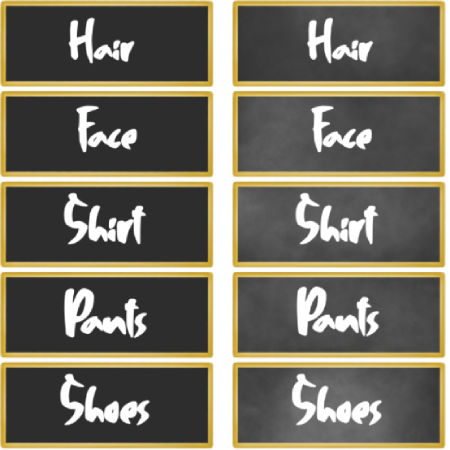 Hair Hair
Face Face
Shirt Shirt
Pants Pants
Shoes Shoes